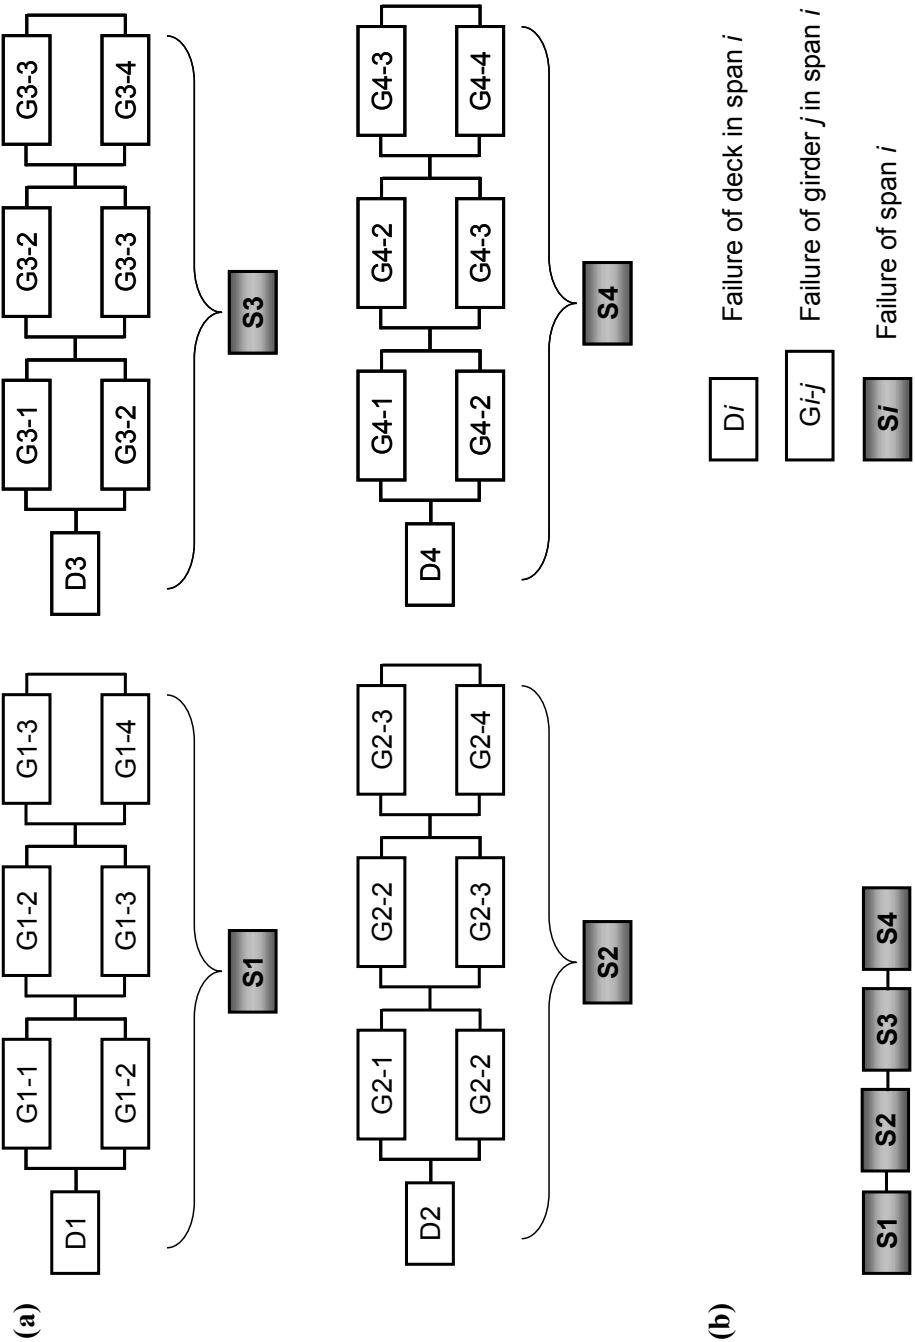 (a)
G1-1 G1-2 G1-3 G3-1 G3-2 G3-3
D1 D3
G1-2 G1-3 G1-4 G3-2 G3-3 G3-4
S1 S3
G2-1 G2-2 G2-3 G4-1 G4-2 G4-3
D2 D4
G2-2 G2-3 G2-4 G4-2 G4-3 G4-4
S2 S4
(b)
Di Failure of deck in span i
Gi-j Failure of girder j in span i
S1 S2 S3 S4 Si Failure of span i